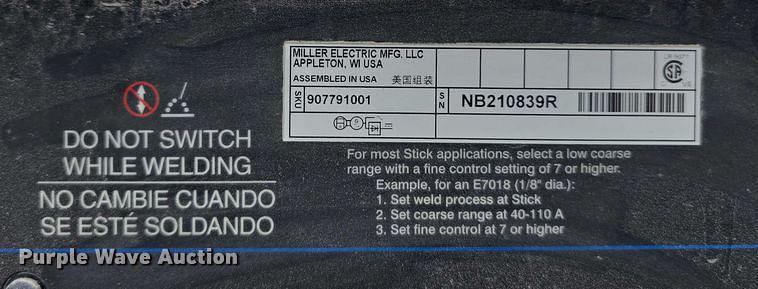 MILLER ELECTRIC MFG. LLC
APPLETON, WI USA
ASSEMBLED IN USA 美国组装
SKU 907791001
SN NB210839R
DO NOT SWITCH
WHILE WELDING
NO CAMBIE CUANDO
SE ESTÉ SOLDANDO
For most Stick applications, select a low coarse
range with a fine control setting of 7 or higher.
Example, for an E7018 (1/8" dia.):
1. Set weld process at Stick
2. Set coarse range at 40-110 A
3. Set fine control at 7 or higher
Purple Wave Auction